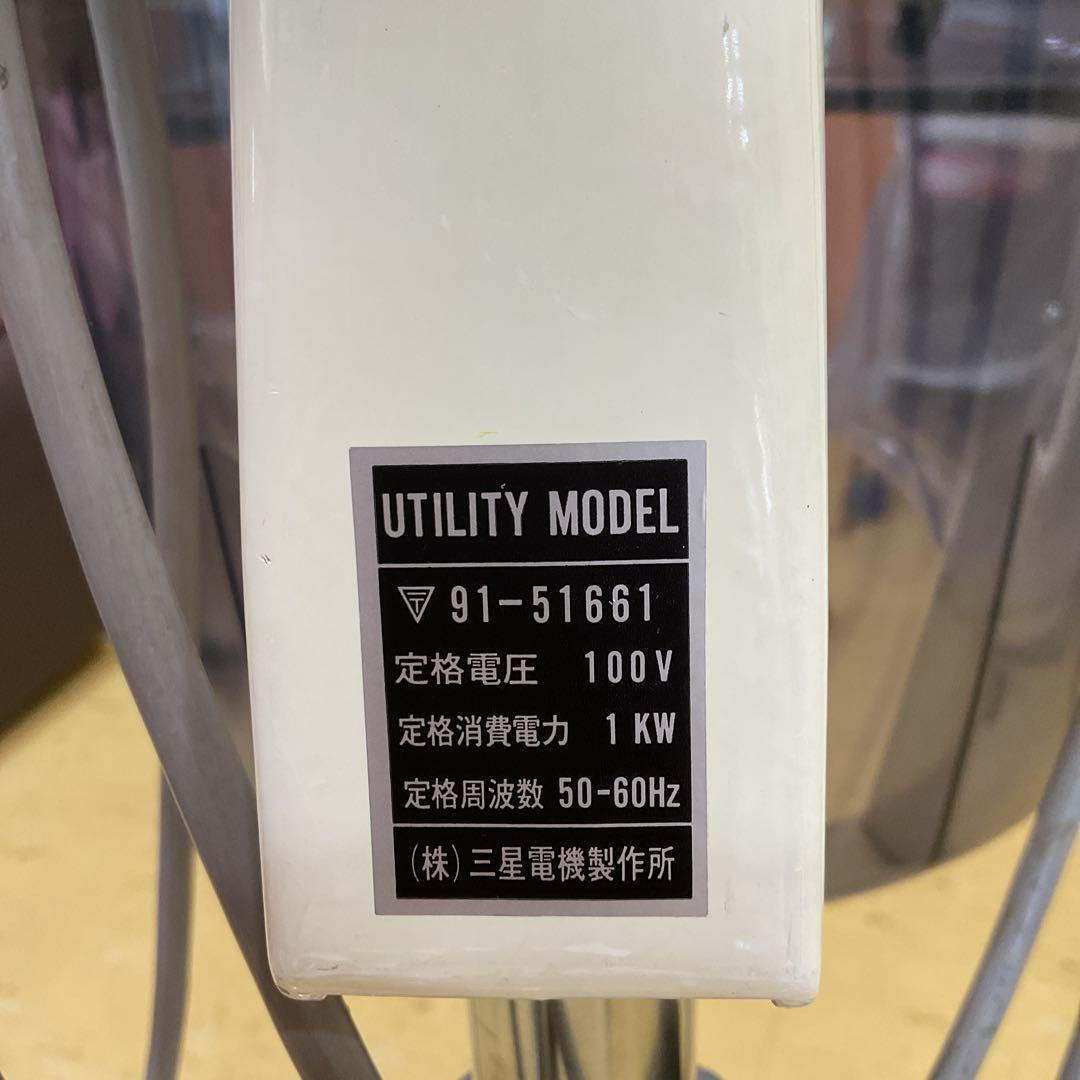 UTILITY MODEL
91-51661
定格電圧 100V
定格消費電力 1 KW
定格周波数 50-60Hz
(株)三星電機製作所